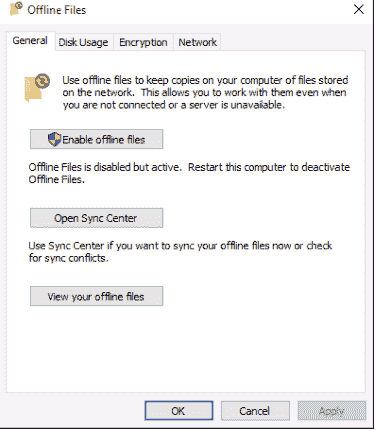 Offline Files
General
Disk Usage
Encryption
Network
Use offline files to keep copies on your computer of files stored
on the network. This allows you to work with them even when
you are not connected or a server is unavailable.
Enable offline files
Offline Files is disabled but active. Restart this computer to deactivate
Offline Files.
Open Sync Center
Use Sync Center if you want to sync your offline files now or check
for sync conflicts.
View your offline files
OK
Cancel
Apply